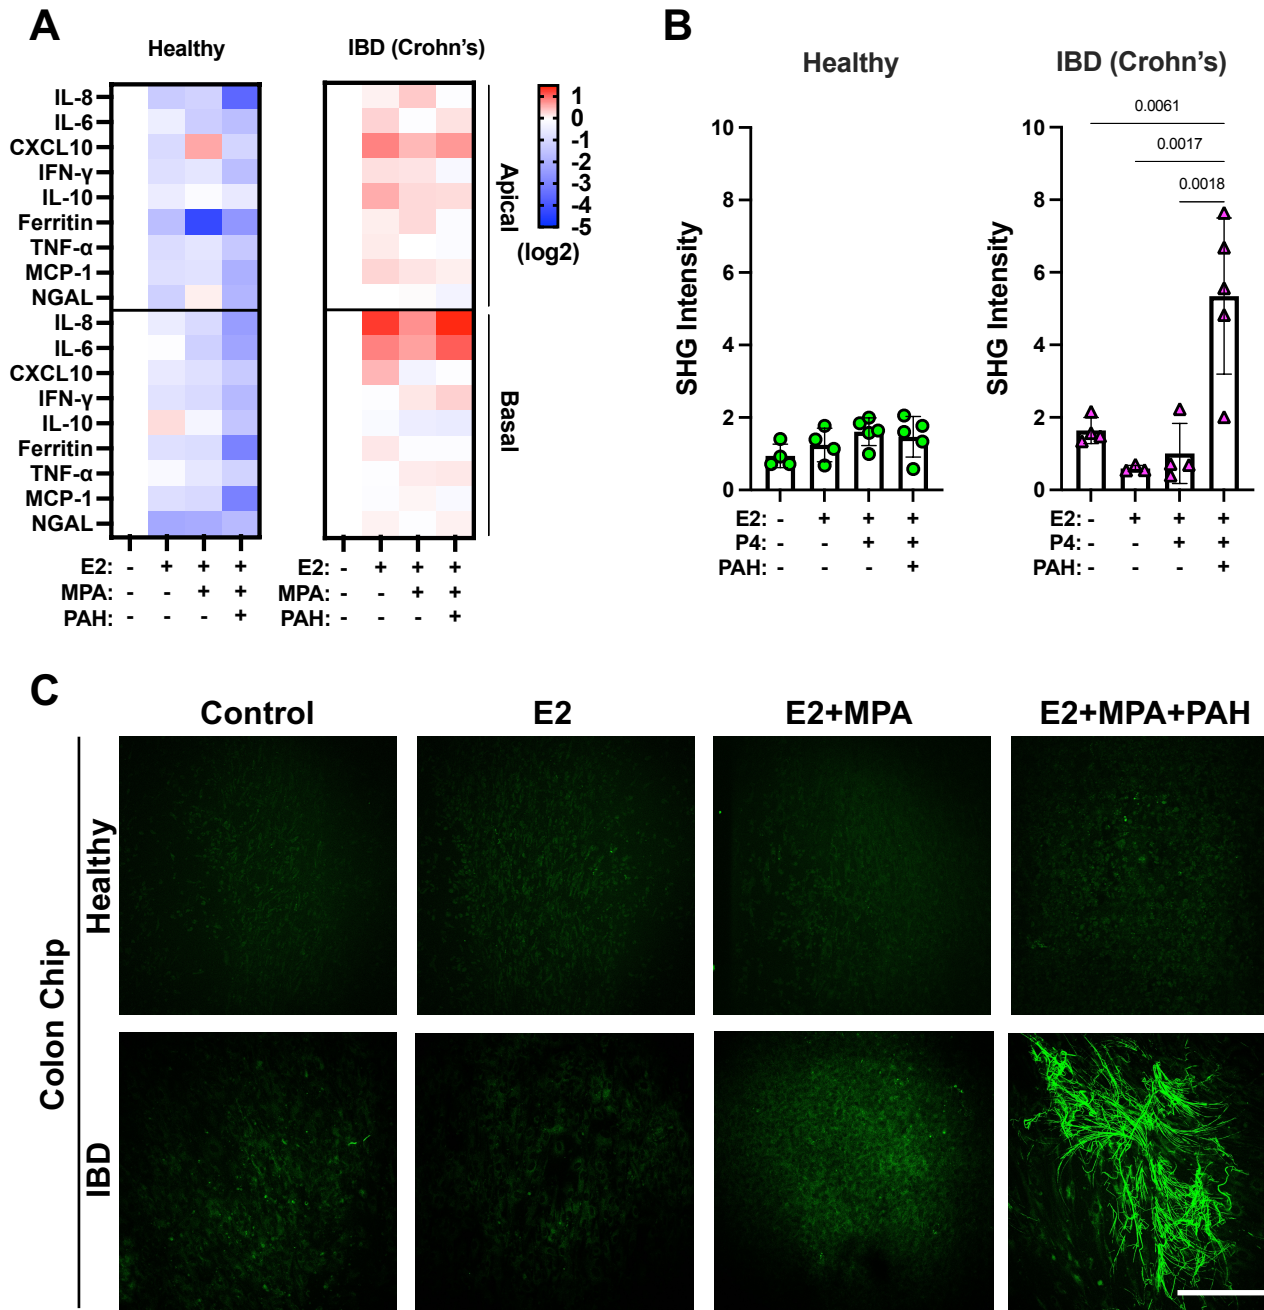 A
Healthy
IBD (Crohn's)
IL-8
IL-6
CXCL10
IFN-γ
IL-10
Ferritin
TNF-α
MCP-1
NGAL
IL-8
IL-6
CXCL10
IFN-γ
IL-10
Ferritin
TNF-α
MCP-1
NGAL
Apical
Basal
1
0
-1
-2
-3
-4
-5
(log2)
E2: - + + +
MPA: - - + +
PAH: - - - +
E2: - + + +
MPA: - - + +
PAH: - - - +
B
Healthy
SHG Intensity
10
8
6
4
2
0
E2: - + + +
P4: - - + +
PAH: - - - +
IBD (Crohn's)
SHG Intensity
10
8
6
4
2
0
0.0061
0.0017
0.0018
E2: - + + +
P4: - - + +
PAH: - - - +
C
Control
E2
E2+MPA
E2+MPA+PAH
Colon Chip
Healthy
IBD